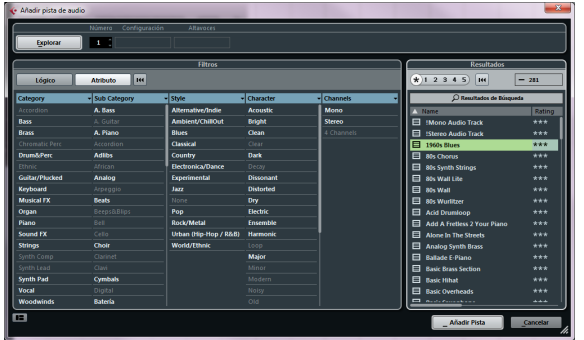 Añadir pista de audio
Número Configuración Altavoces
Explorar 1
Filtros
Lógico Atributo
Category Sub Category Style Character Channels
Accordion A. Bass Alternative/Indie Acoustic Mono
Bass A. Guitar Ambient/ChillOut Bright Stereo
Brass A. Piano Blues Clean 4 Channels
Chromatic Perc Accordion Classical Clear
Drum&Perc Adlibs Country Dark
Ethnic African Electronica/Dance Decay
Guitar/Plucked Analog Experimental Dissonant
Keyboard Arpeggio Jazz Distorted
Musical FX Beats None Dry
Organ Beeps&Blips Pop Electric
Piano Bell Rock/Metal Ensemble
Sound FX Cello Urban (Hip-Hop / R&B) Harmonic
Strings Choir World/Ethnic Loop
Synth Comp Clarinet Major
Synth Lead Clavi Minor
Synth Pad Cymbals Modern
Vocal Digital Noisy
Woodwinds Batería Old
Resultados
1 2 3 4 5 281
Resultados de Búsqueda
Name Rating
!Mono Audio Track ***
!Stereo Audio Track ***
1960s Blues ***
80s Chorus ***
80s Synth Strings ***
80s Wall Lite ***
80s Wall ***
80s Wurlitzer ***
Acid Drumloop ***
Add A Fretless 2 Your Piano ***
Alone In The Streets ***
Analog Synth Brass ***
Ballade E-Piano ***
Basic Brass Section ***
Basic Hihat ***
Basic Overheads ***
Añadir Pista Cancelar